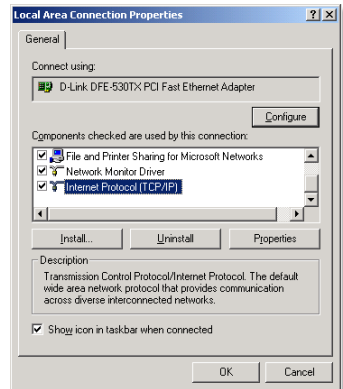 Local Area Connection Properties
General
Connect using:
D-Link DFE-530TX PCI Fast Ethernet Adapter
Configure
Components checked are used by this connection:
File and Printer Sharing for Microsoft Networks
Network Monitor Driver
Internet Protocol (TCP/IP)
Install... Uninstall Properties
Description
Transmission Control Protocol/Internet Protocol. The default
wide area network protocol that provides communication
across diverse interconnected networks.
Show icon in taskbar when connected
OK Cancel